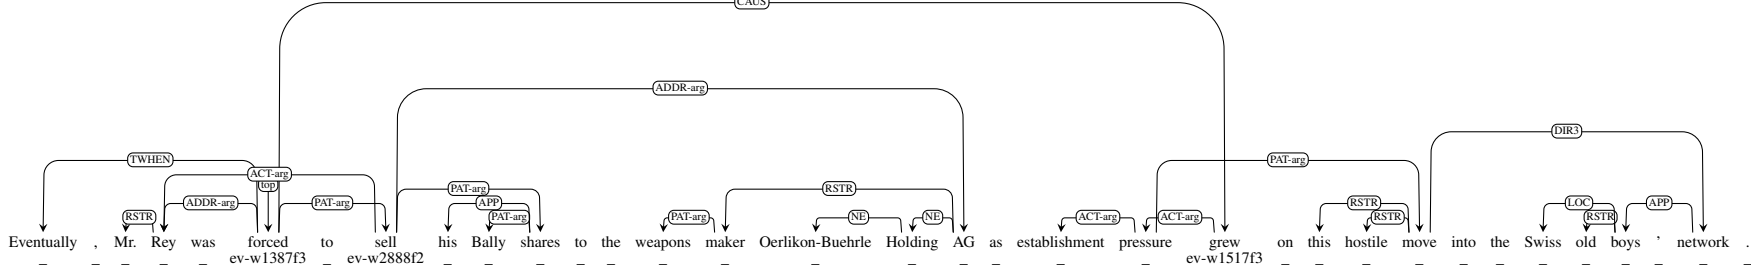 CAUS
ADDR-arg
DIR3
TWHEN PAT-arg
ACT-arg
top PAT-arg RSTR
ADDR-arg PAT-arg APP RSTR LOC APP
RSTR PAT-arg PAT-arg NE NE ACT-arg ACT-arg RSTR RSTR
Eventually , Mr. Rey was forced to sell his Bally shares to the weapons maker Oerlikon-Buehrle Holding AG as establishment pressure grew on this hostile move into the Swiss old boys ' network .
_ _ _ _ _ ev-w1387f3 _ ev-w2888f2 _ _ _ _ _ _ _ _ _ _ _ _ _ ev-w1517f3 _ _ _ _ _ _ _ _ _ _ _ _